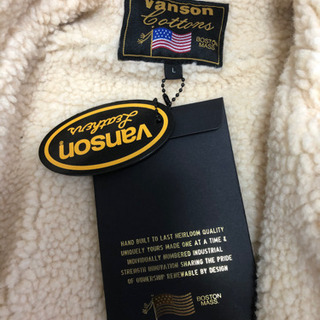 Vanson
Cottons
BOSTON
MASS.
L
vanson
Leathers
HAND BUILT TO LAST HEIRLOOM QUALITY
UNIQUELY YOURS MADE ONE AT A TIME &
INDIVIDUALLY NUMBERED INDUSTRIAL
STRENGTH INNOVATION SHARING THE PRIDE
OF OWNERSHIP RENEWABLE BY DESIGN
BOSTON
MASS.